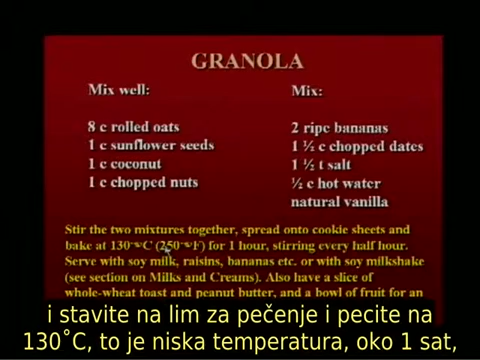 GRANOLA
Mix well:
8 c rolled oats
1 c sunflower seeds
1 c coconut
1 c chopped nuts
Mix:
2 ripe bananas
1 ½ c chopped dates
1 ½ t salt
½ c hot water
natural vanilla
Stir the two mixtures together, spread onto cookie sheets and
bake at 130 C (250 F) for 1 hour, stirring every half hour.
Serve with soy milk, raisins, bananas etc. or with soy milkshake
(see section on Milks and Creams). Also have a slice of
whole-wheat toast and peanut butter, and a bowl of fruit for an
i stavite na lim za pečenje i pecite na
130˚C, to je niska temperatura, oko 1 sat,